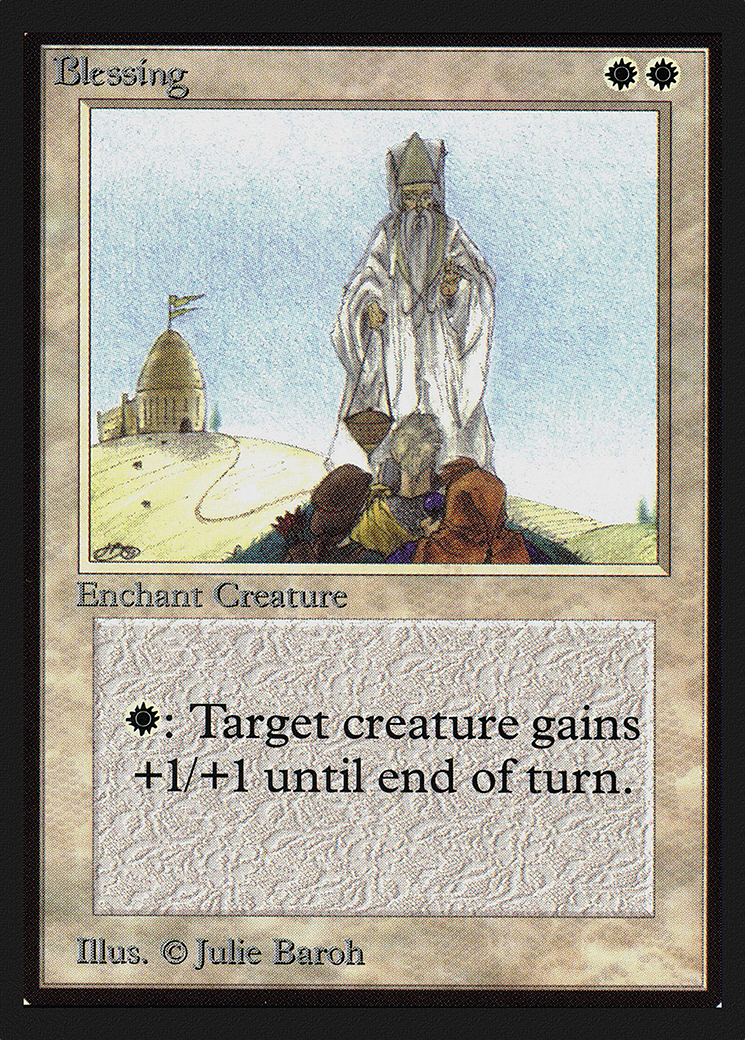 Blessing
Enchant Creature
: Target creature gains
+1/+1 until end of turn.
Illus. © Julie Baroh